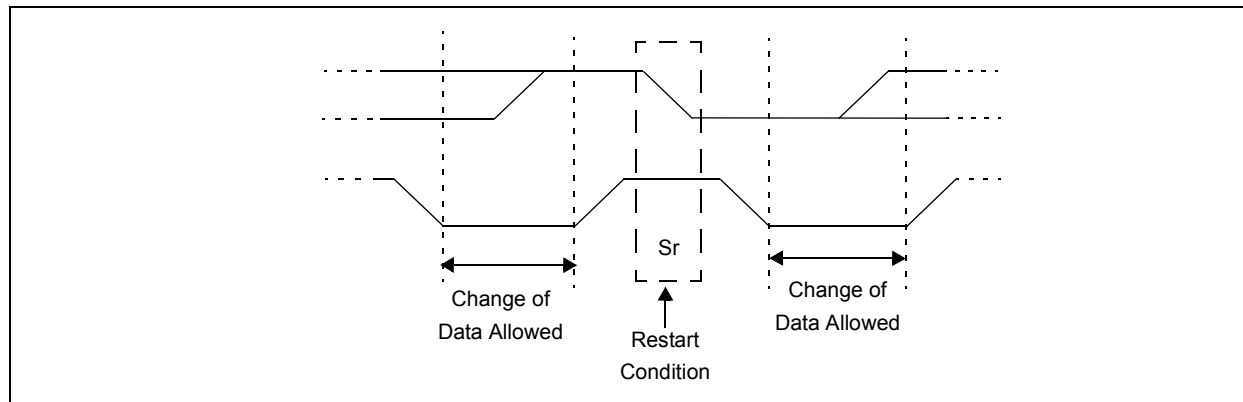 Sr
Change of
Data Allowed
Restart
Condition
Change of
Data Allowed